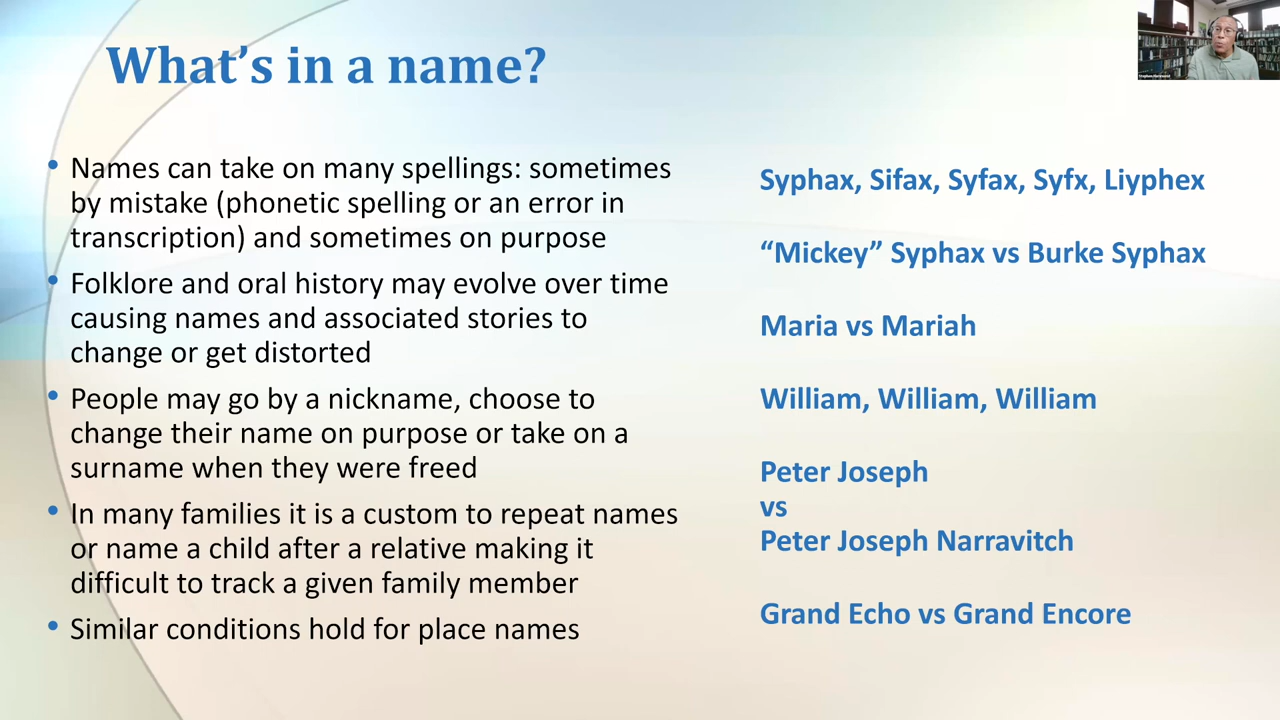 What’s in a name?
• Names can take on many spellings: sometimes
by mistake (phonetic spelling or an error in
transcription) and sometimes on purpose
• Folklore and oral history may evolve over time
causing names and associated stories to
change or get distorted
• People may go by a nickname, choose to
change their name on purpose or take on a
surname when they were freed
• In many families it is a custom to repeat names
or name a child after a relative making it
difficult to track a given family member
• Similar conditions hold for place names
Syphax, Sifax, Syfax, Syfx, Liyphex
“Mickey” Syphax vs Burke Syphax
Maria vs Mariah
William, William, William
Peter Joseph
vs
Peter Joseph Narravitch
Grand Echo vs Grand Encore